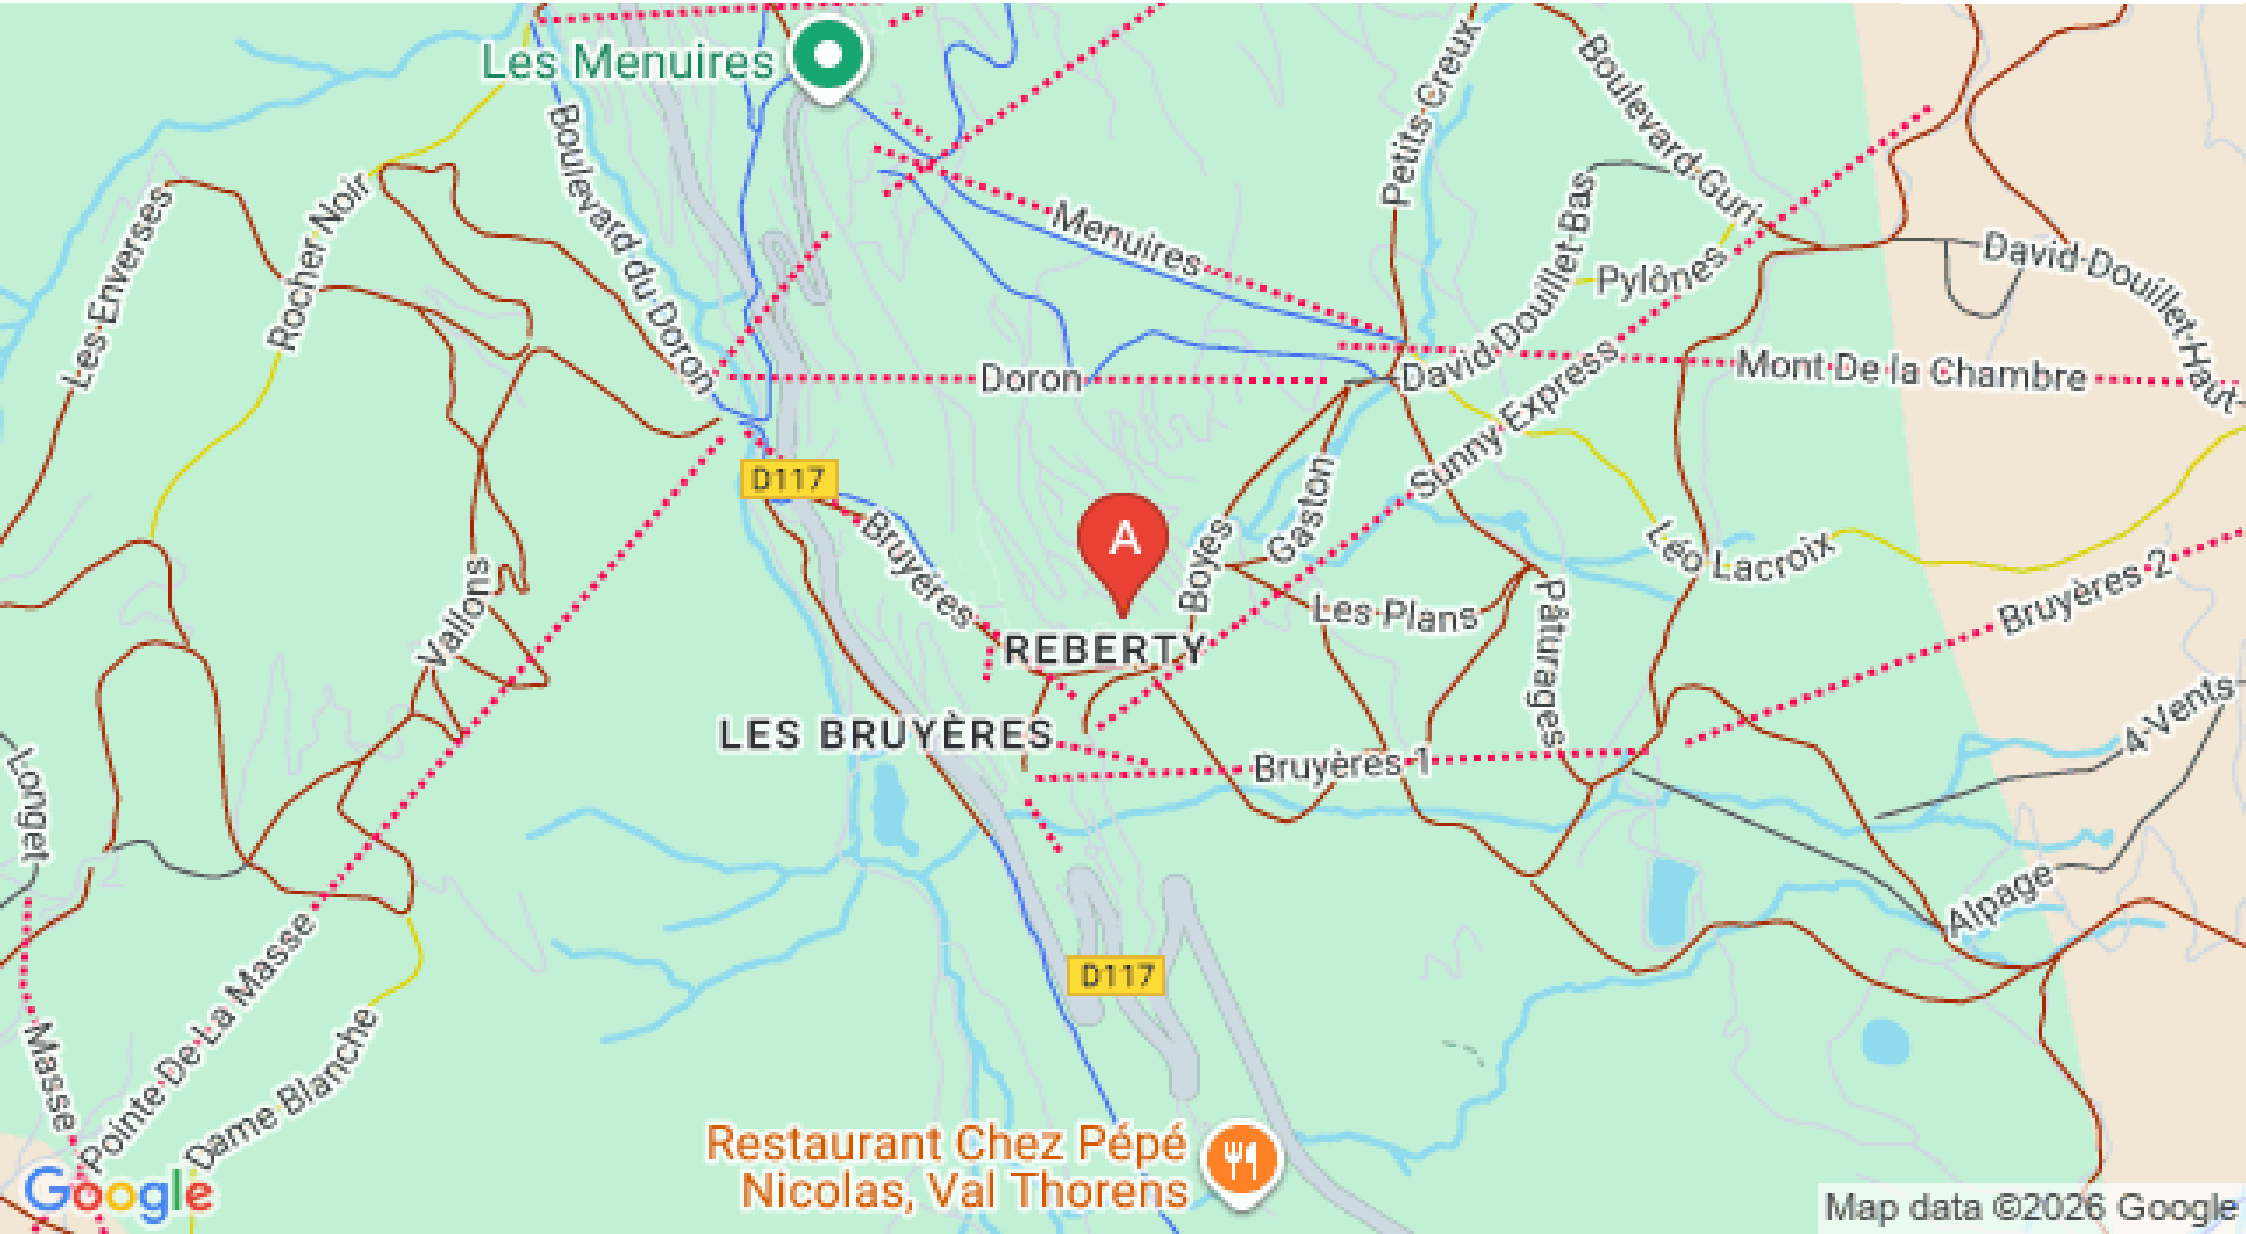 Les Menuires
Petits Creux
Boulevard Guri
Boulevard du Doron
Les Enverses
Rocher Noir
Menuires
David Douillet Bas
Pylônes
David Douillet Haut
Doron
David Douillet
Sunny Express
Mont De la Chambre
D117
A
Bruyères
Boyes
Gaston
Léo Lacroix
Les Plans
Bruyères 2
Vallons
REBERTY
Pâturages
LES BRUYÈRES
Bruyères 1
4 Vents
Longet
Alpage
D117
Pointe De La Masse
Masse
Dame Blanche
Restaurant Chez Pépé
Nicolas, Val Thorens
Google
Map data ©2026 Google